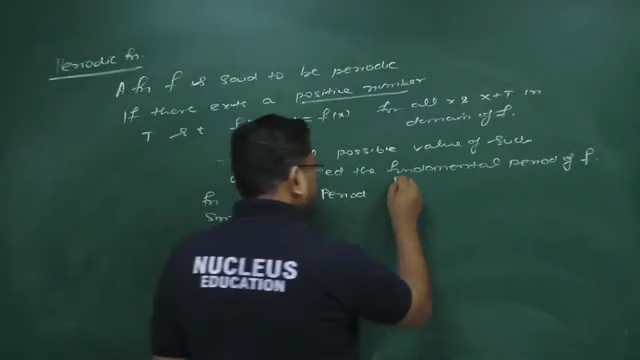 Periodic fn.
A fn f is said to be periodic
If there exists a positive number
T s.t f(x) for all x & x+T in
domain of f.
possible value of such
the fundamental period of f.
fn Period
NUCLEUS
EDUCATION